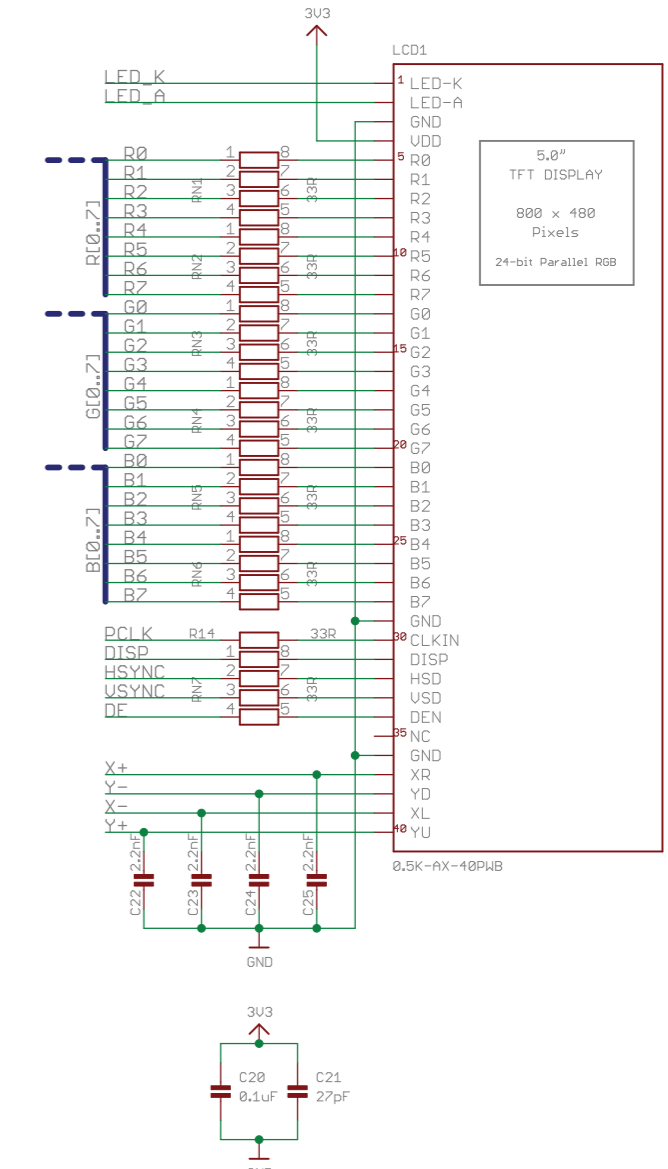 3V3
LCD1
LED_K 1 LED-K
LED_A LED-A
GND
VDD
R0 1 8 5 R0
R1 2 7 R1
R2 3 6 R2
R3 4 5 R3
R4 1 8 R4
R5 2 7 10 R5
R6 3 6 R6
R7 4 5 R7
G0 1 8 G0
G1 2 7 G1
G2 3 6 15 G2
G3 4 5 G3
G4 1 8 G4
G5 2 7 G5
G6 3 6 G6
G7 4 5 20 G7
B0 1 8 B0
B1 2 7 B1
B2 3 6 B2
B3 4 5 B3
B4 1 8 25 B4
B5 2 7 B5
B6 3 6 B6
B7 4 5 B7
GND
PCLK R14 33R 30 CLKIN
DISP 1 8 DISP
HSYNC 2 7 HSD
VSYNC 3 6 VSD
DE 4 5 DEN
35 NC
GND
X+ XR
Y- YD
X- XL
Y+ 40 YU
R[0..7]
G[0..7]
B[0..7]
RN1 33R
RN2 33R
RN3 33R
RN4 33R
RN5 33R
RN6 33R
RN7 33R
5.0"
TFT DISPLAY
800 x 480
Pixels
24-bit Parallel RGB
0.5K-AX-40PWB
C22 2.2nF
C23 2.2nF
C24 2.2nF
C25 2.2nF
GND
3V3
C20 C21
0.1uF 27pF